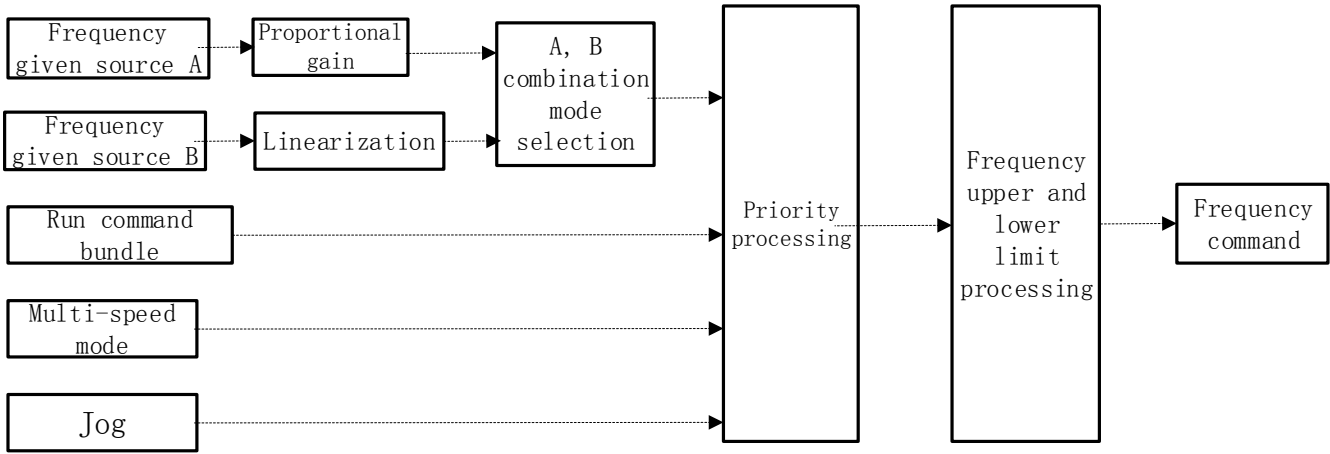 Frequency
given source A
Proportional
gain
A, B
combination
mode
selection
Frequency
given source B
Linearization
Run command
bundle
Multi-speed
mode
Jog
Priority
processing
Frequency
upper and
lower
limit
processing
Frequency
command